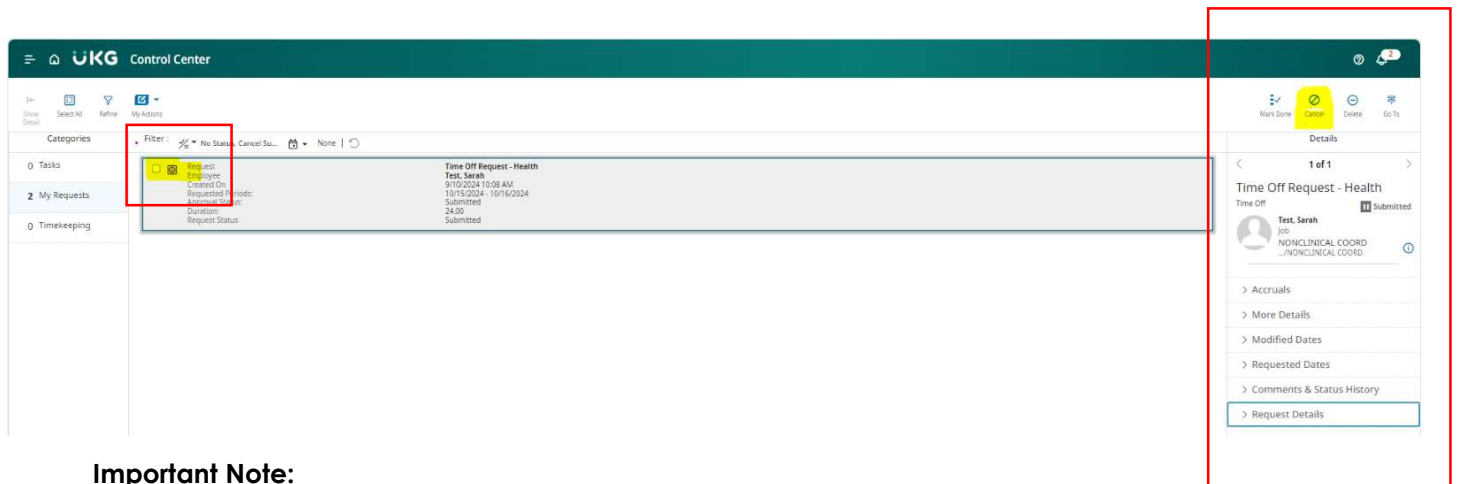 UKG Control Center
2
Show Detail
Select All
Refine
My Actions
Mark Done
Cancel
Delete
Go To
Categories
Filter :
No Status, Cancel Su...
None
Details
0 Tasks
2 My Requests
0 Timekeeping
Request Time Off Request - Health
Employee Test, Sarah
Created On 9/10/2024 10:08 AM
Requested Periods: 10/15/2024 - 10/16/2024
Approval Status: Submitted
Duration: 24.00
Request Status Submitted
1 of 1
Time Off Request - Health
Time Off
Submitted
Test, Sarah
Job
NONCLINICAL COORD
.../NONCLINICAL COORD
Accruals
More Details
Modified Dates
Requested Dates
Comments & Status History
Request Details
Important Note: